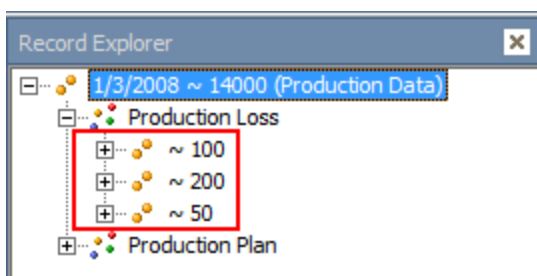 Record Explorer
1/3/2008 ~ 14000 (Production Data)
Production Loss
~ 100
~ 200
~ 50
Production Plan